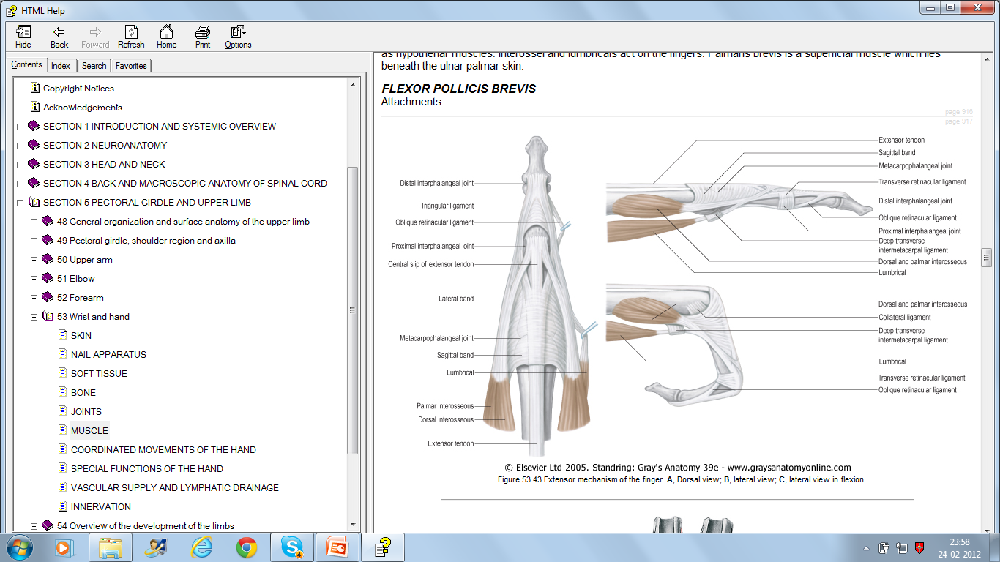 HTML Help
Hide
Back
Forward
Refresh
Home
Print
Options
Contents
Index
Search
Favorites
Copyright Notices
Acknowledgements
SECTION 1 INTRODUCTION AND SYSTEMIC OVERVIEW
SECTION 2 NEUROANATOMY
SECTION 3 HEAD AND NECK
SECTION 4 BACK AND MACROSCOPIC ANATOMY OF SPINAL CORD
SECTION 5 PECTORAL GIRDLE AND UPPER LIMB
48 General organization and surface anatomy of the upper limb
49 Pectoral girdle, shoulder region and axilla
50 Upper arm
51 Elbow
52 Forearm
53 Wrist and hand
SKIN
NAIL APPARATUS
SOFT TISSUE
BONE
JOINTS
MUSCLE
COORDINATED MOVEMENTS OF THE HAND
SPECIAL FUNCTIONS OF THE HAND
VASCULAR SUPPLY AND LYMPHATIC DRAINAGE
INNERVATION
54 Overview of the development of the limbs
as hypothenar muscles. Interossei and lumbricals act on the fingers. Palmaris brevis is a superficial muscle which lies
beneath the ulnar palmar skin.
FLEXOR POLLICIS BREVIS
Attachments
page 916
page 917
Distal interphalangeal joint
Triangular ligament
Oblique retinacular ligament
Proximal interphalangeal joint
Central slip of extensor tendon
Lateral band
Metacarpophalangeal joint
Sagittal band
Lumbrical
Palmar interosseous
Dorsal interosseous
Extensor tendon
Extensor tendon
Sagittal band
Metacarpophalangeal joint
Transverse retinacular ligament
Distal interphalangeal joint
Oblique retinacular ligament
Proximal interphalangeal joint
Deep transverse
intermetacarpal ligament
Dorsal and palmar interosseous
Lumbrical
Dorsal and palmar interosseous
Collateral ligament
Deep transverse
intermetacarpal ligament
Lumbrical
Transverse retinacular ligament
Oblique retinacular ligament
© Elsevier Ltd 2005. Standring: Gray's Anatomy 39e - www.graysanatomyonline.com
Figure 53.43 Extensor mechanism of the finger. A, Dorsal view; B, lateral view; C, lateral view in flexion.
4
23:58
24-02-2012